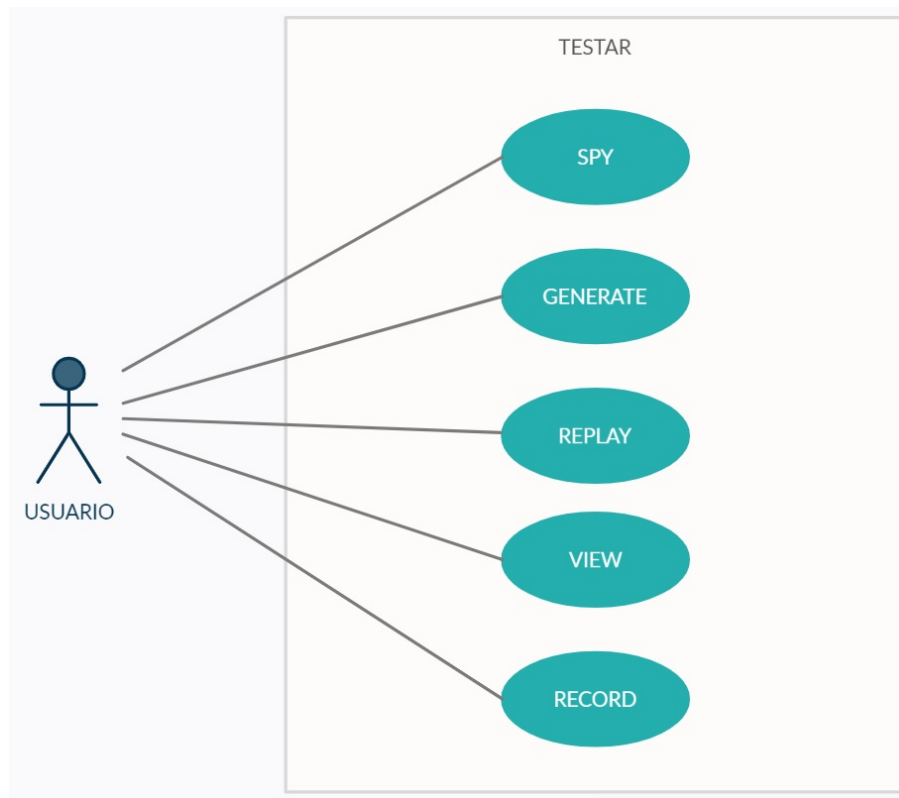 TESTAR
SPY
GENERATE
REPLAY
USUARIO
VIEW
RECORD